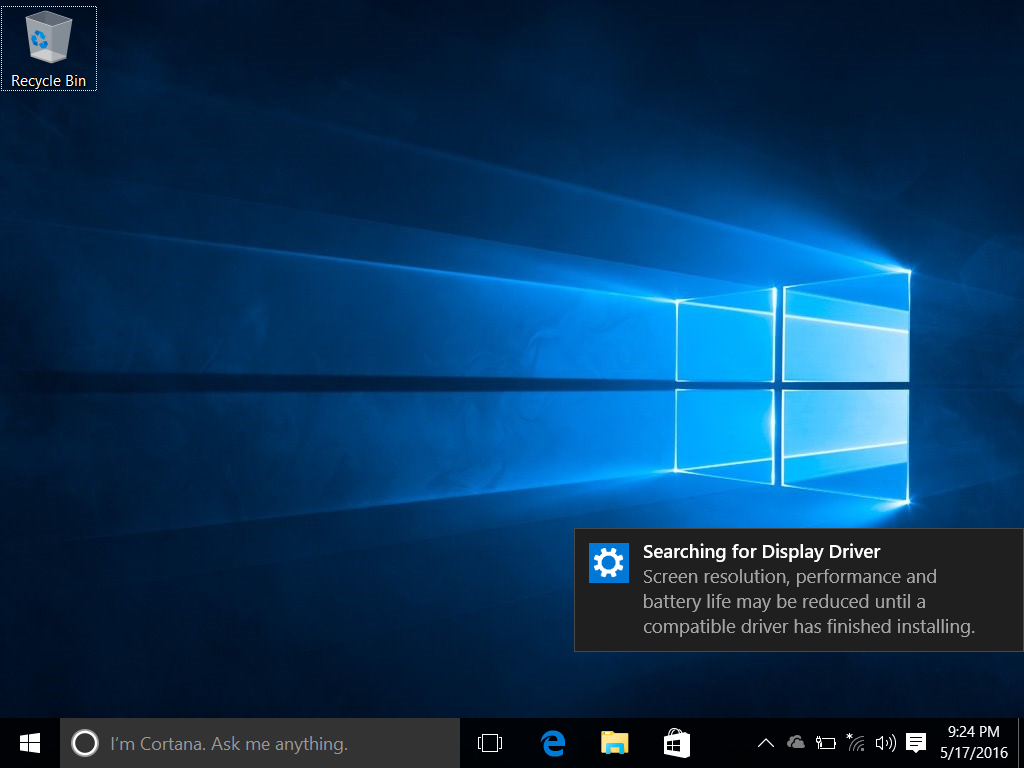 Recycle Bin
Searching for Display Driver
Screen resolution, performance and
battery life may be reduced until a
compatible driver has finished installing.
I'm Cortana. Ask me anything.
9:24 PM
5/17/2016